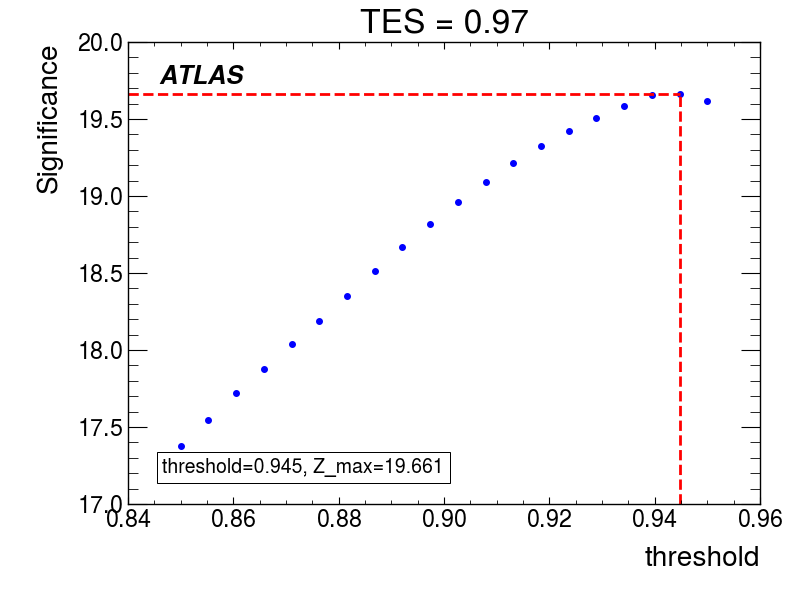 TES = 0.97
Significance
20.0
19.5
19.0
18.5
18.0
17.5
17.0
ATLAS
threshold=0.945, Z_max=19.661
0.84 0.86 0.88 0.90 0.92 0.94 0.96
threshold